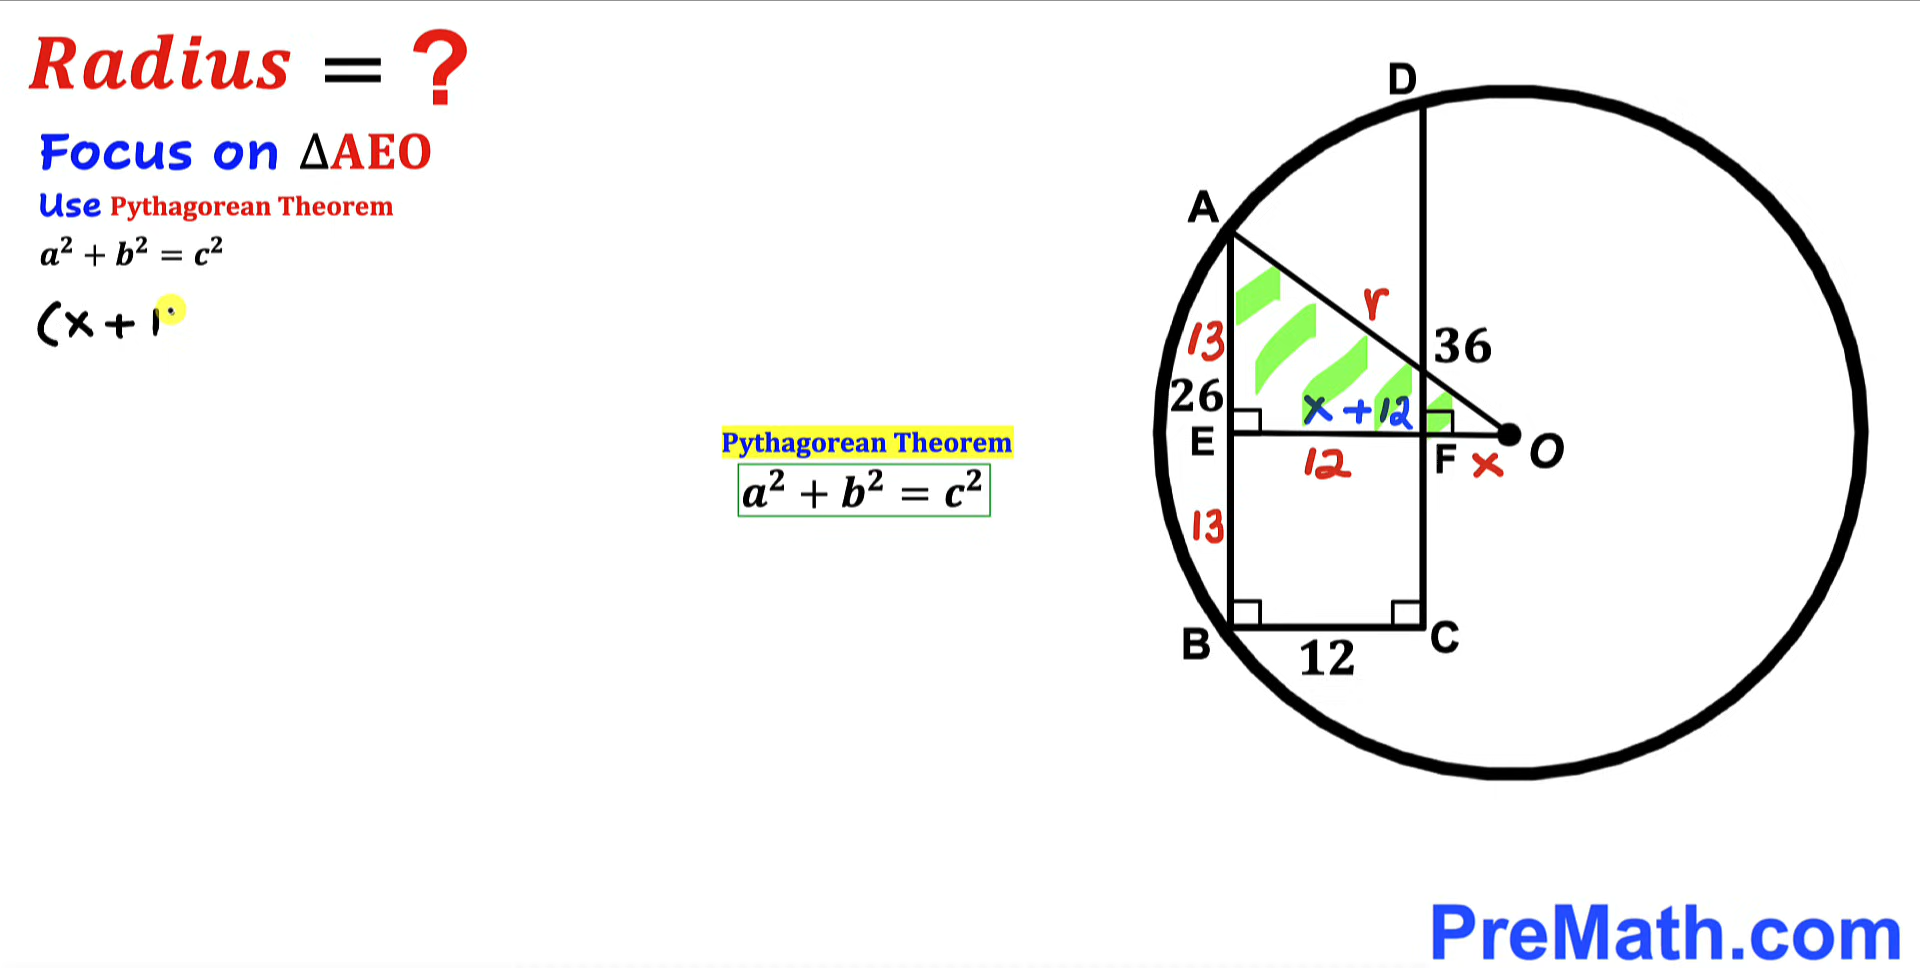 Radius = ?
Focus on ΔAEO
Use Pythagorean Theorem
a² + b² = c²
(x + 1
Pythagorean Theorem
a² + b² = c²
D
A
r
13
36
26
x + 12
E
12
F
x
O
13
B
12
C
PreMath.com